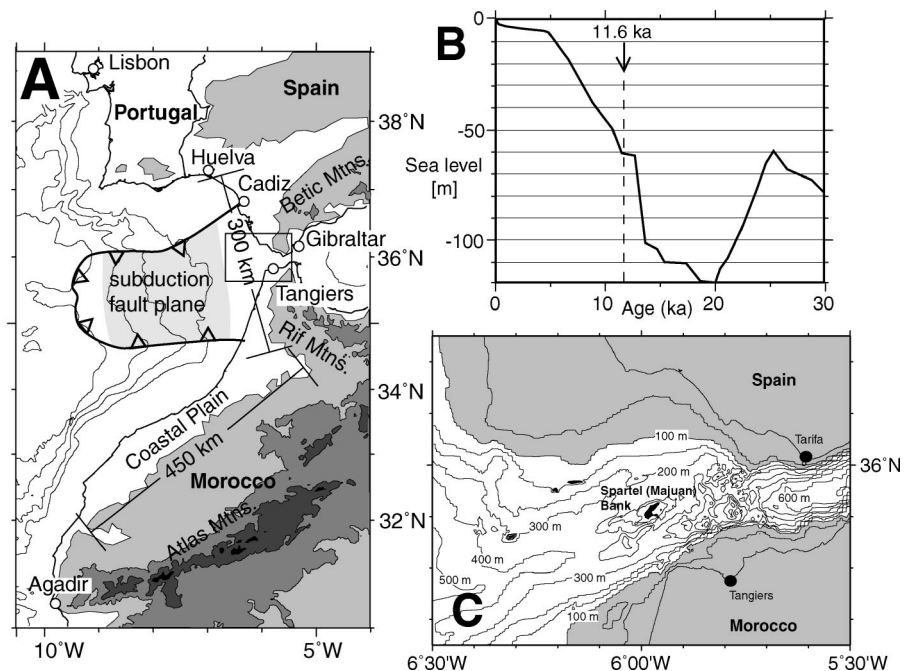 A
Lisbon
Portugal
Spain
38°N
Huelva
Cadiz
Betic Mtns.
300 km
Gibraltar
36°N
subduction
fault plane
Tangiers
Rif Mtns.
34°N
Coastal Plain
450 km
Morocco
32°N
Atlas Mtns.
Agadir
10°W
5°W
B
0
11.6 ka
-50
Sea level
[m]
-100
0
10
20
30
Age (ka)
C
Spain
100 m
Tarifa
36°N
200 m
Spartel (Majuan)
Bank
600 m
300 m
400 m
500 m
300 m
100 m
Tangiers
Morocco
6°30'W
6°00'W
5°30'W